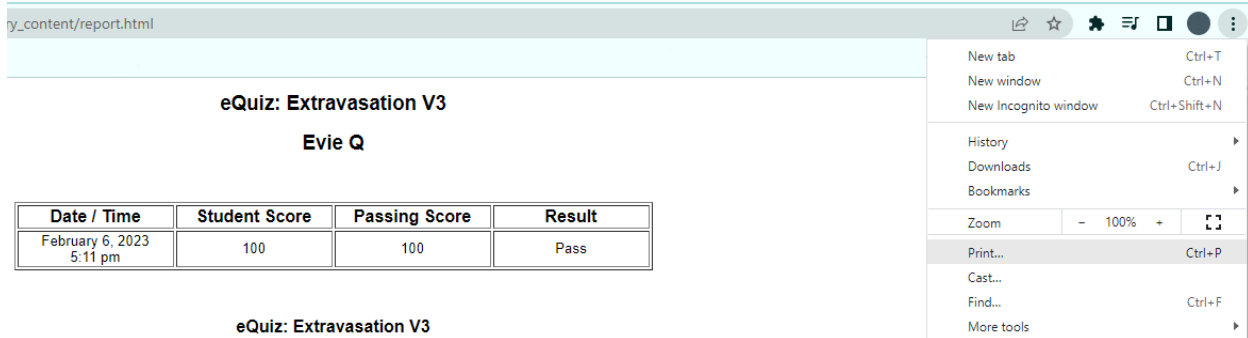 ry_content/report.html
eQuiz: Extravasation V3
Evie Q
Date / Time Student Score Passing Score Result
February 6, 2023
5:11 pm 100 100 Pass
eQuiz: Extravasation V3
New tab Ctrl+T
New window Ctrl+N
New Incognito window Ctrl+Shift+N
History
Downloads Ctrl+J
Bookmarks
Zoom - 100% +
Print... Ctrl+P
Cast...
Find... Ctrl+F
More tools